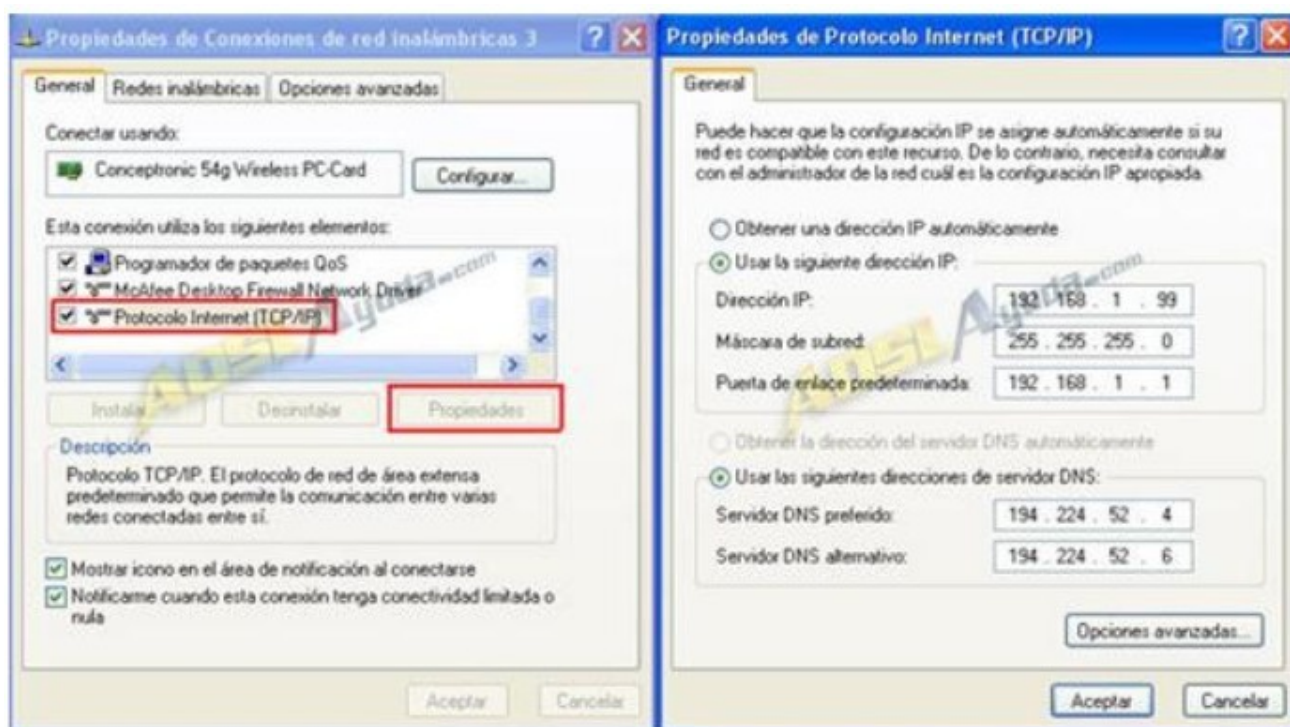 Propiedades de Conexiones de red inalámbricas 3
General
Redes inalámbricas
Opciones avanzadas
Conectar usando:
Conceptronic 54g Wireless PC-Card
Configurar...
Esta conexión utiliza los siguientes elementos:
Programador de paquetes QoS
McAfee Desktop Firewall Network Driver
Protocolo Internet (TCP/IP)
ADSLAyuda.com
Instalar...
Desinstalar
Propiedades
Descripción
Protocolo TCP/IP. El protocolo de red de área extensa
predeterminado que permite la comunicación entre varias
redes conectadas entre sí.
Mostrar icono en el área de notificación al conectarse
Notificarme cuando esta conexión tenga conectividad limitada o
nula
Aceptar
Cancelar
Propiedades de Protocolo Internet (TCP/IP)
General
Puede hacer que la configuración IP se asigne automáticamente si su
red es compatible con este recurso. De lo contrario, necesita consultar
con el administrador de la red cuál es la configuración IP apropiada.
Obtener una dirección IP automáticamente
Usar la siguiente dirección IP:
Dirección IP: 192 . 168 . 1 . 99
Máscara de subred: 255 . 255 . 255 . 0
Puerta de enlace predeterminada: 192 . 168 . 1 . 1
ADSLAyuda.com
Obtener la dirección del servidor DNS automáticamente
Usar las siguientes direcciones de servidor DNS:
Servidor DNS preferido: 194 . 224 . 52 . 4
Servidor DNS alternativo: 194 . 224 . 52 . 6
Opciones avanzadas...
Aceptar
Cancelar